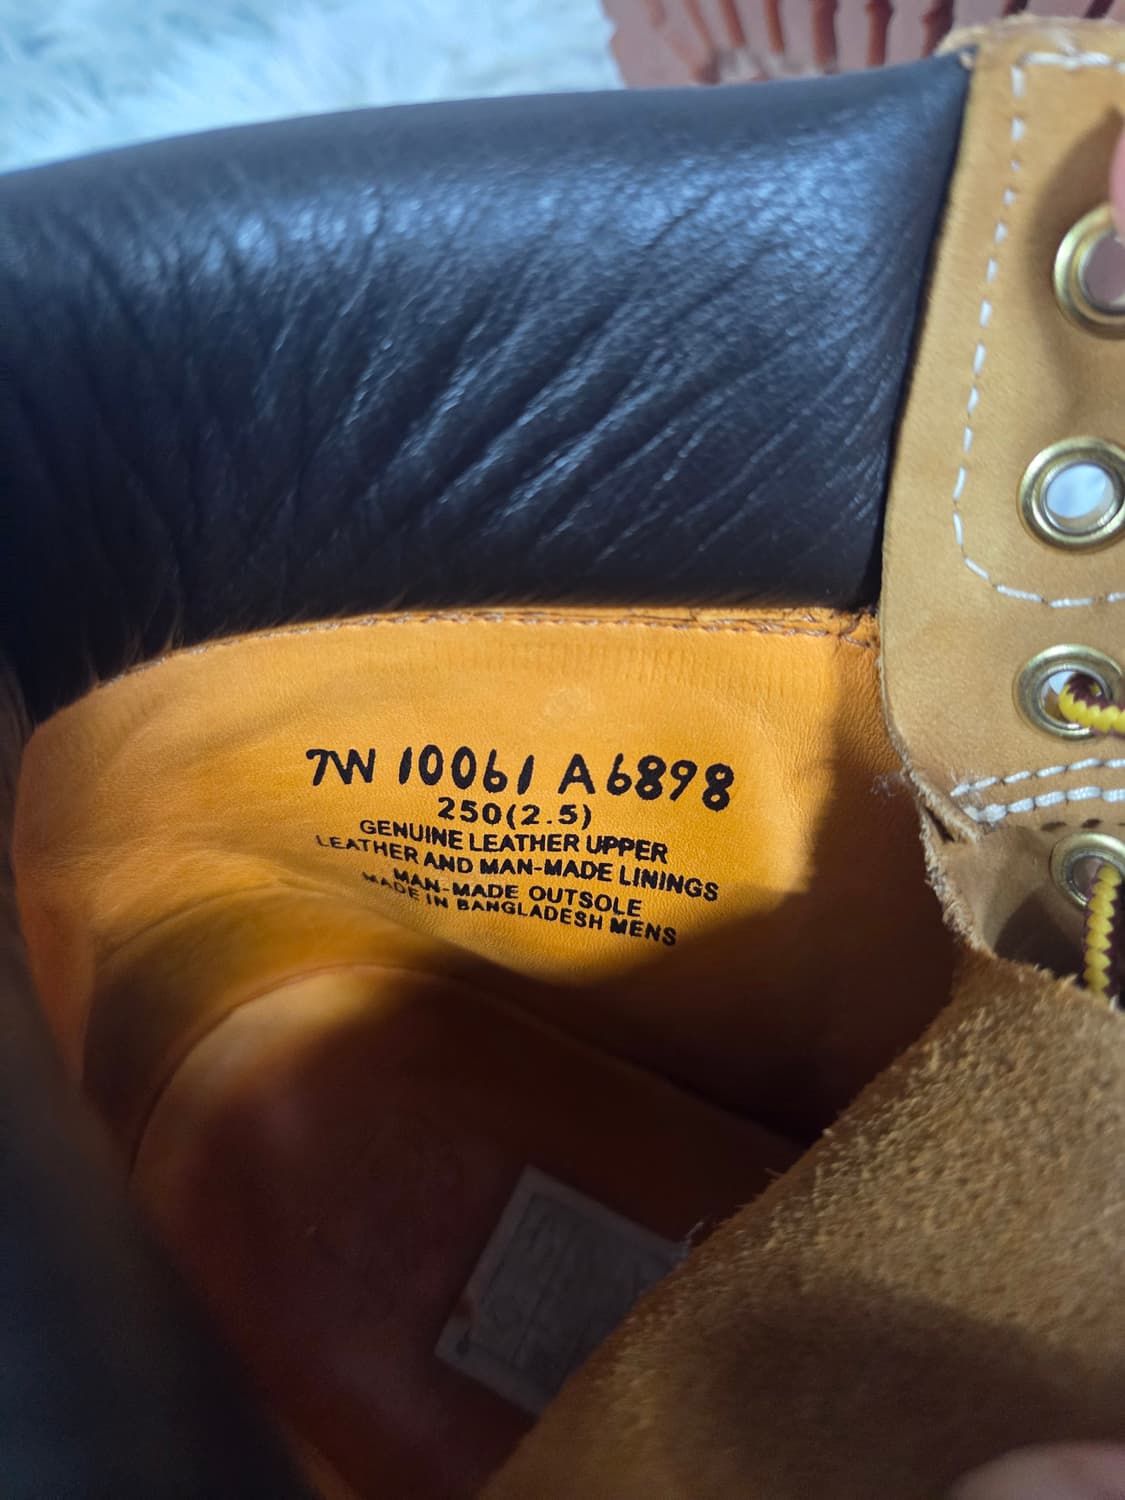 7W 10061 A6898
250(2.5)
GENUINE LEATHER UPPER
LEATHER AND MAN-MADE LININGS
MAN-MADE OUTSOLE
MADE IN BANGLADESH MENS